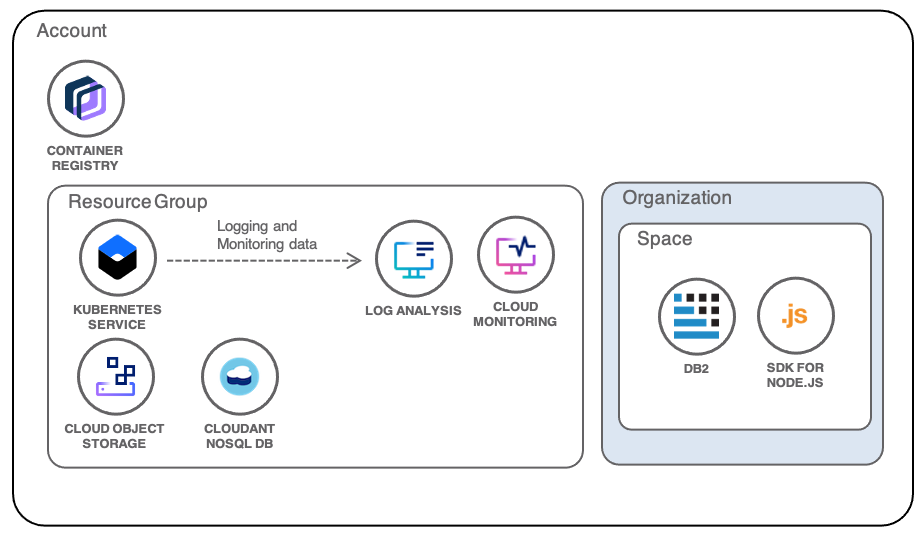 Account
CONTAINER
REGISTRY
Resource Group
Logging and
Monitoring data
KUBERNETES
SERVICE
LOG ANALYSIS
CLOUD
MONITORING
CLOUD OBJECT
STORAGE
CLOUDANT
NOSQL DB
Organization
Space
.js
DB2
SDK FOR
NODE.JS